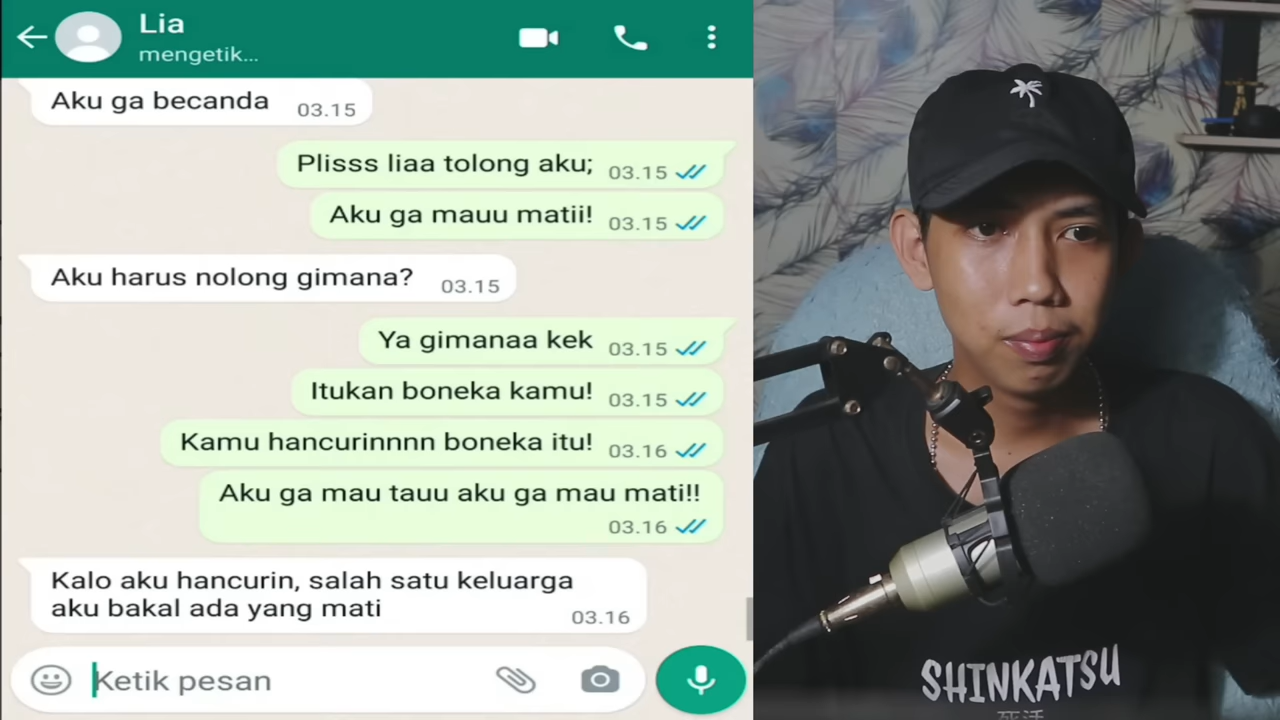 Lia
mengetik...
Aku ga becanda 03.15
Plisss liaa tolong aku; 03.15
Aku ga mauu matii! 03.15
Aku harus nolong gimana? 03.15
Ya gimanaa kek 03.15
Itukan boneka kamu! 03.15
Kamu hancurinnnn boneka itu! 03.16
Aku ga mau tauu aku ga mau mati!!
03.16
Kalo aku hancurin, salah satu keluarga
aku bakal ada yang mati 03.16
Ketik pesan
SHINKATSU
死活